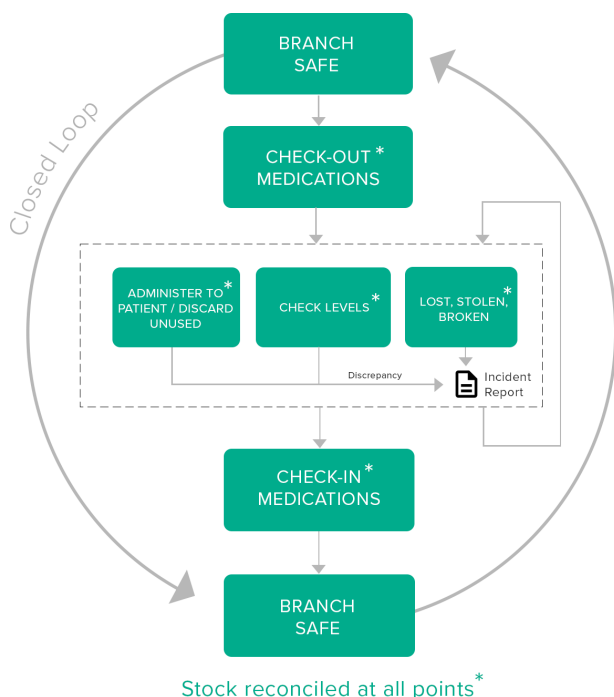 BRANCH
SAFE
Closed Loop
CHECK-OUT *
MEDICATIONS
ADMINISTER TO *
PATIENT / DISCARD
UNUSED
CHECK LEVELS *
LOST, STOLEN, *
BROKEN
Discrepancy
Incident
Report
CHECK-IN *
MEDICATIONS
BRANCH
SAFE
Stock reconciled at all points*